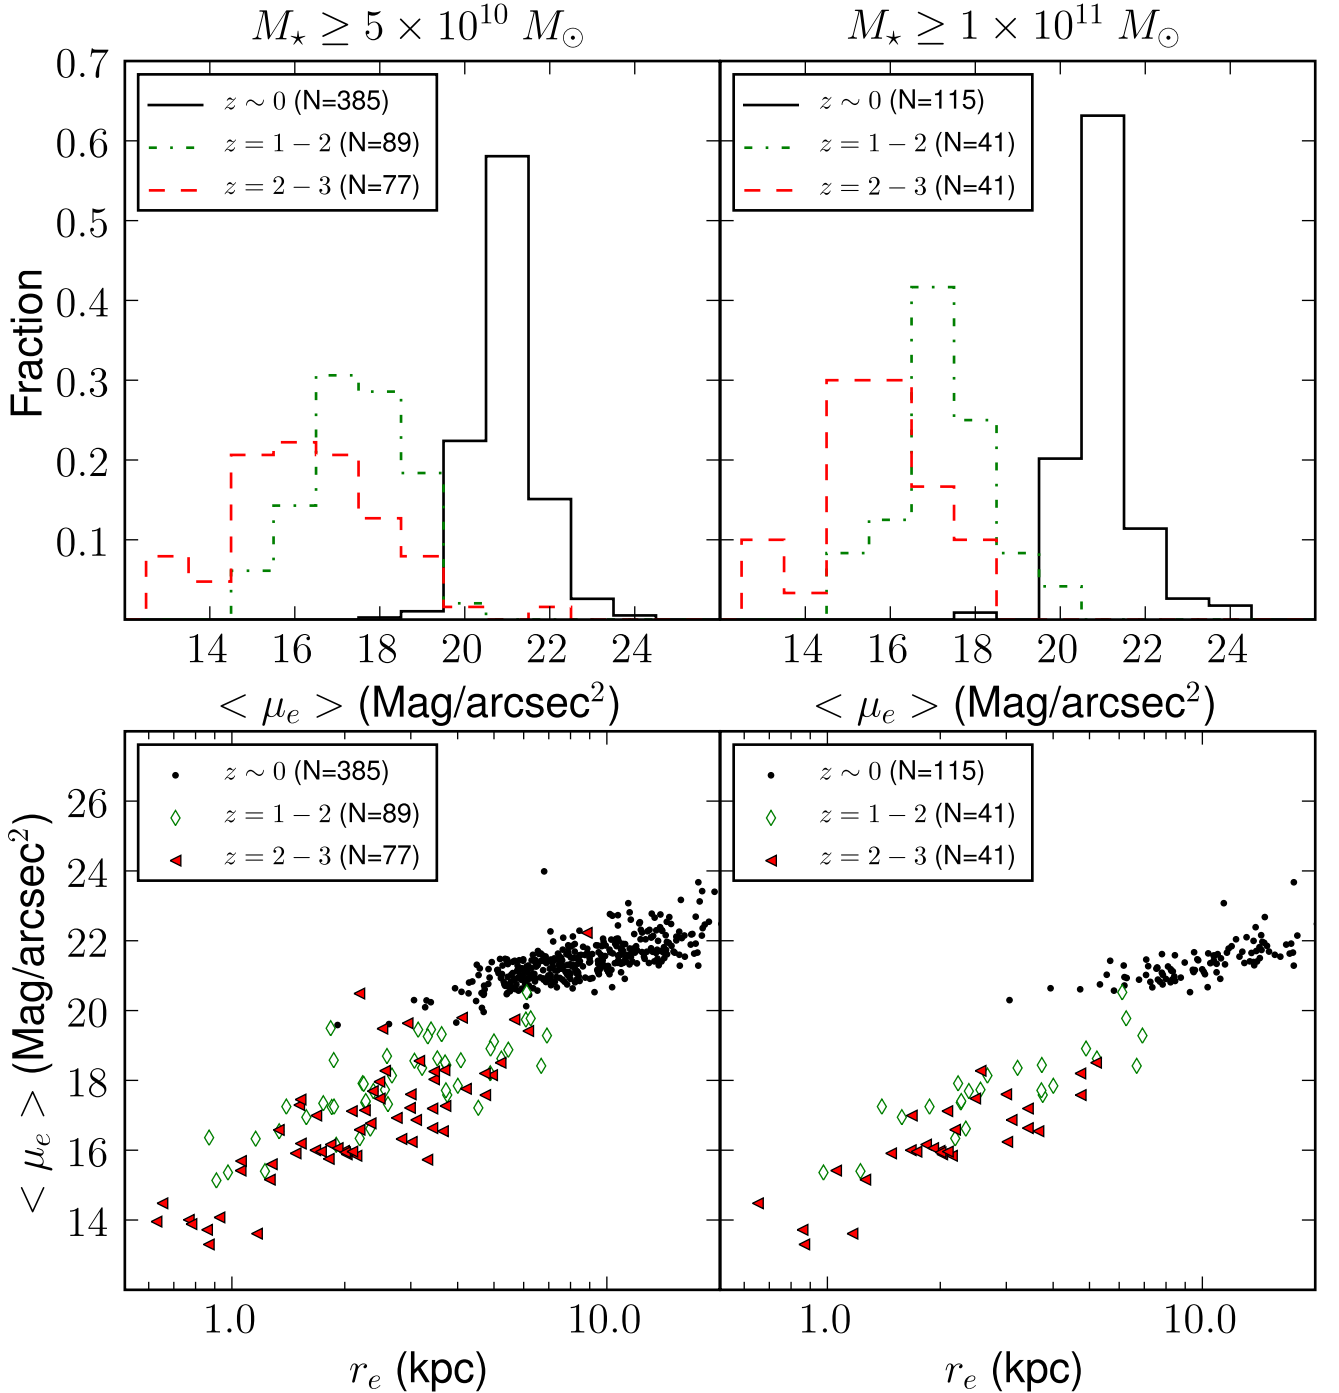 M⋆ ≥ 5 × 10¹⁰ M⊙
M⋆ ≥ 1 × 10¹¹ M⊙
z ∼ 0 (N=385)
z = 1 − 2 (N=89)
z = 2 − 3 (N=77)
z ∼ 0 (N=115)
z = 1 − 2 (N=41)
z = 2 − 3 (N=41)
Fraction
0.7
0.6
0.5
0.4
0.3
0.2
0.1
14 16 18 20 22 24
14 16 18 20 22 24
< μₑ > (Mag/arcsec²)
< μₑ > (Mag/arcsec²)
z ∼ 0 (N=385)
z = 1 − 2 (N=89)
z = 2 − 3 (N=77)
z ∼ 0 (N=115)
z = 1 − 2 (N=41)
z = 2 − 3 (N=41)
< μₑ > (Mag/arcsec²)
26
24
22
20
18
16
14
1.0 10.0
1.0 10.0
rₑ (kpc)
rₑ (kpc)